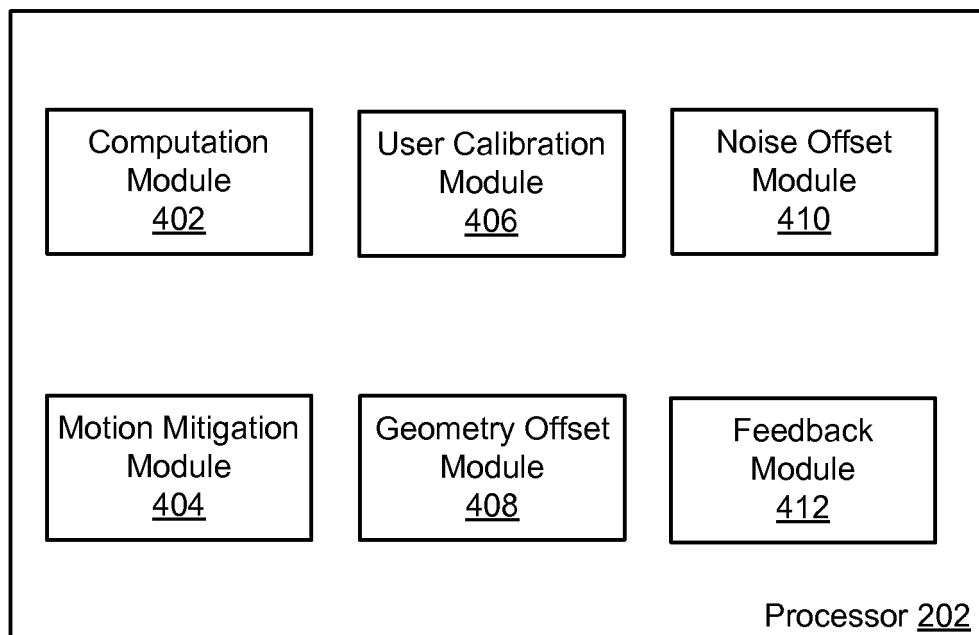 Computation
Module
402
User Calibration
Module
406
Noise Offset
Module
410
Motion Mitigation
Module
404
Geometry Offset
Module
408
Feedback
Module
412
Processor 202